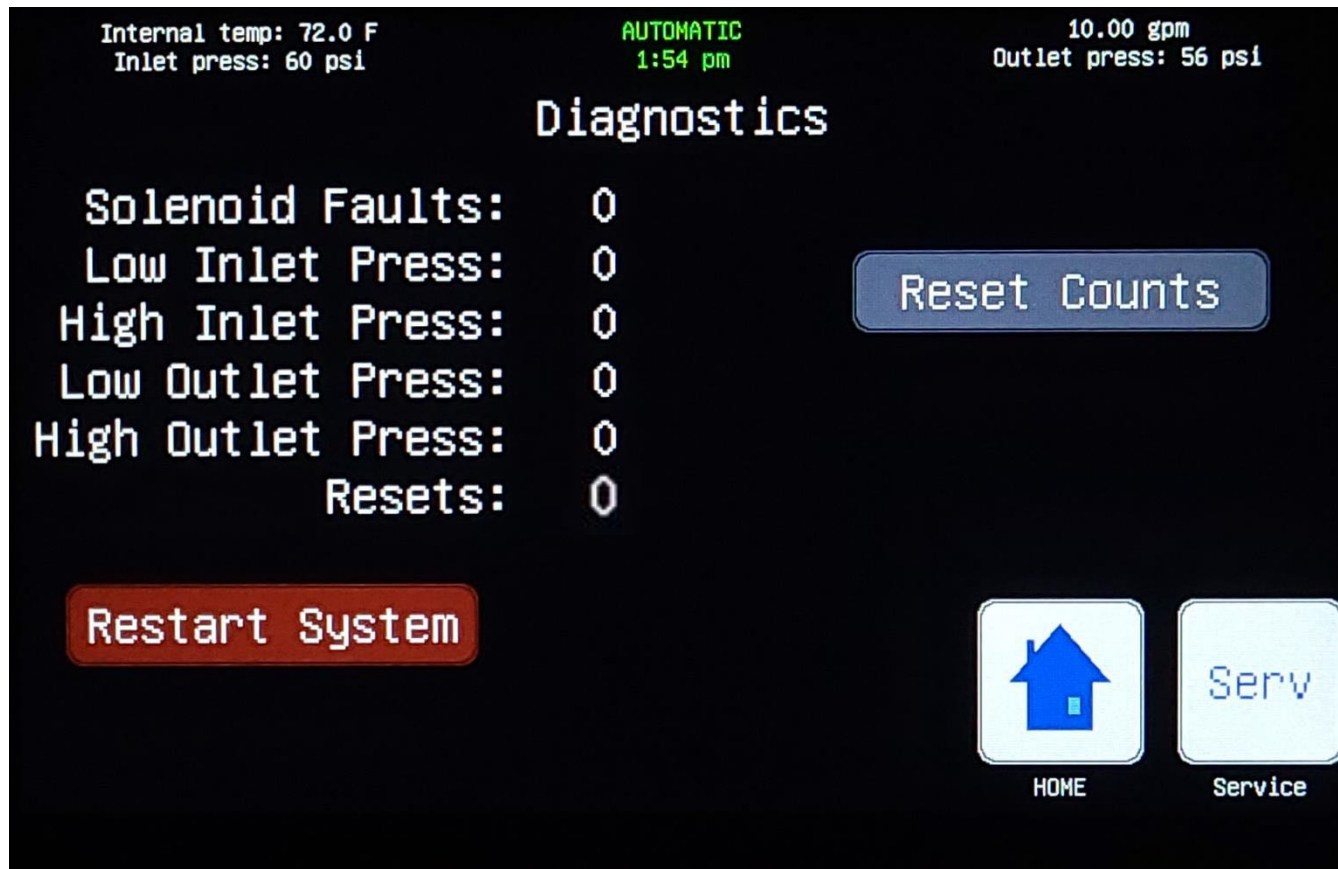 Internal temp: 72.0 F
Inlet press: 60 psi
AUTOMATIC
1:54 pm
10.00 gpm
Outlet press: 56 psi
Diagnostics
Solenoid Faults: 0
Low Inlet Press: 0
High Inlet Press: 0
Low Outlet Press: 0
High Outlet Press: 0
Resets: 0
Reset Counts
Restart System
Serv
HOME
Service